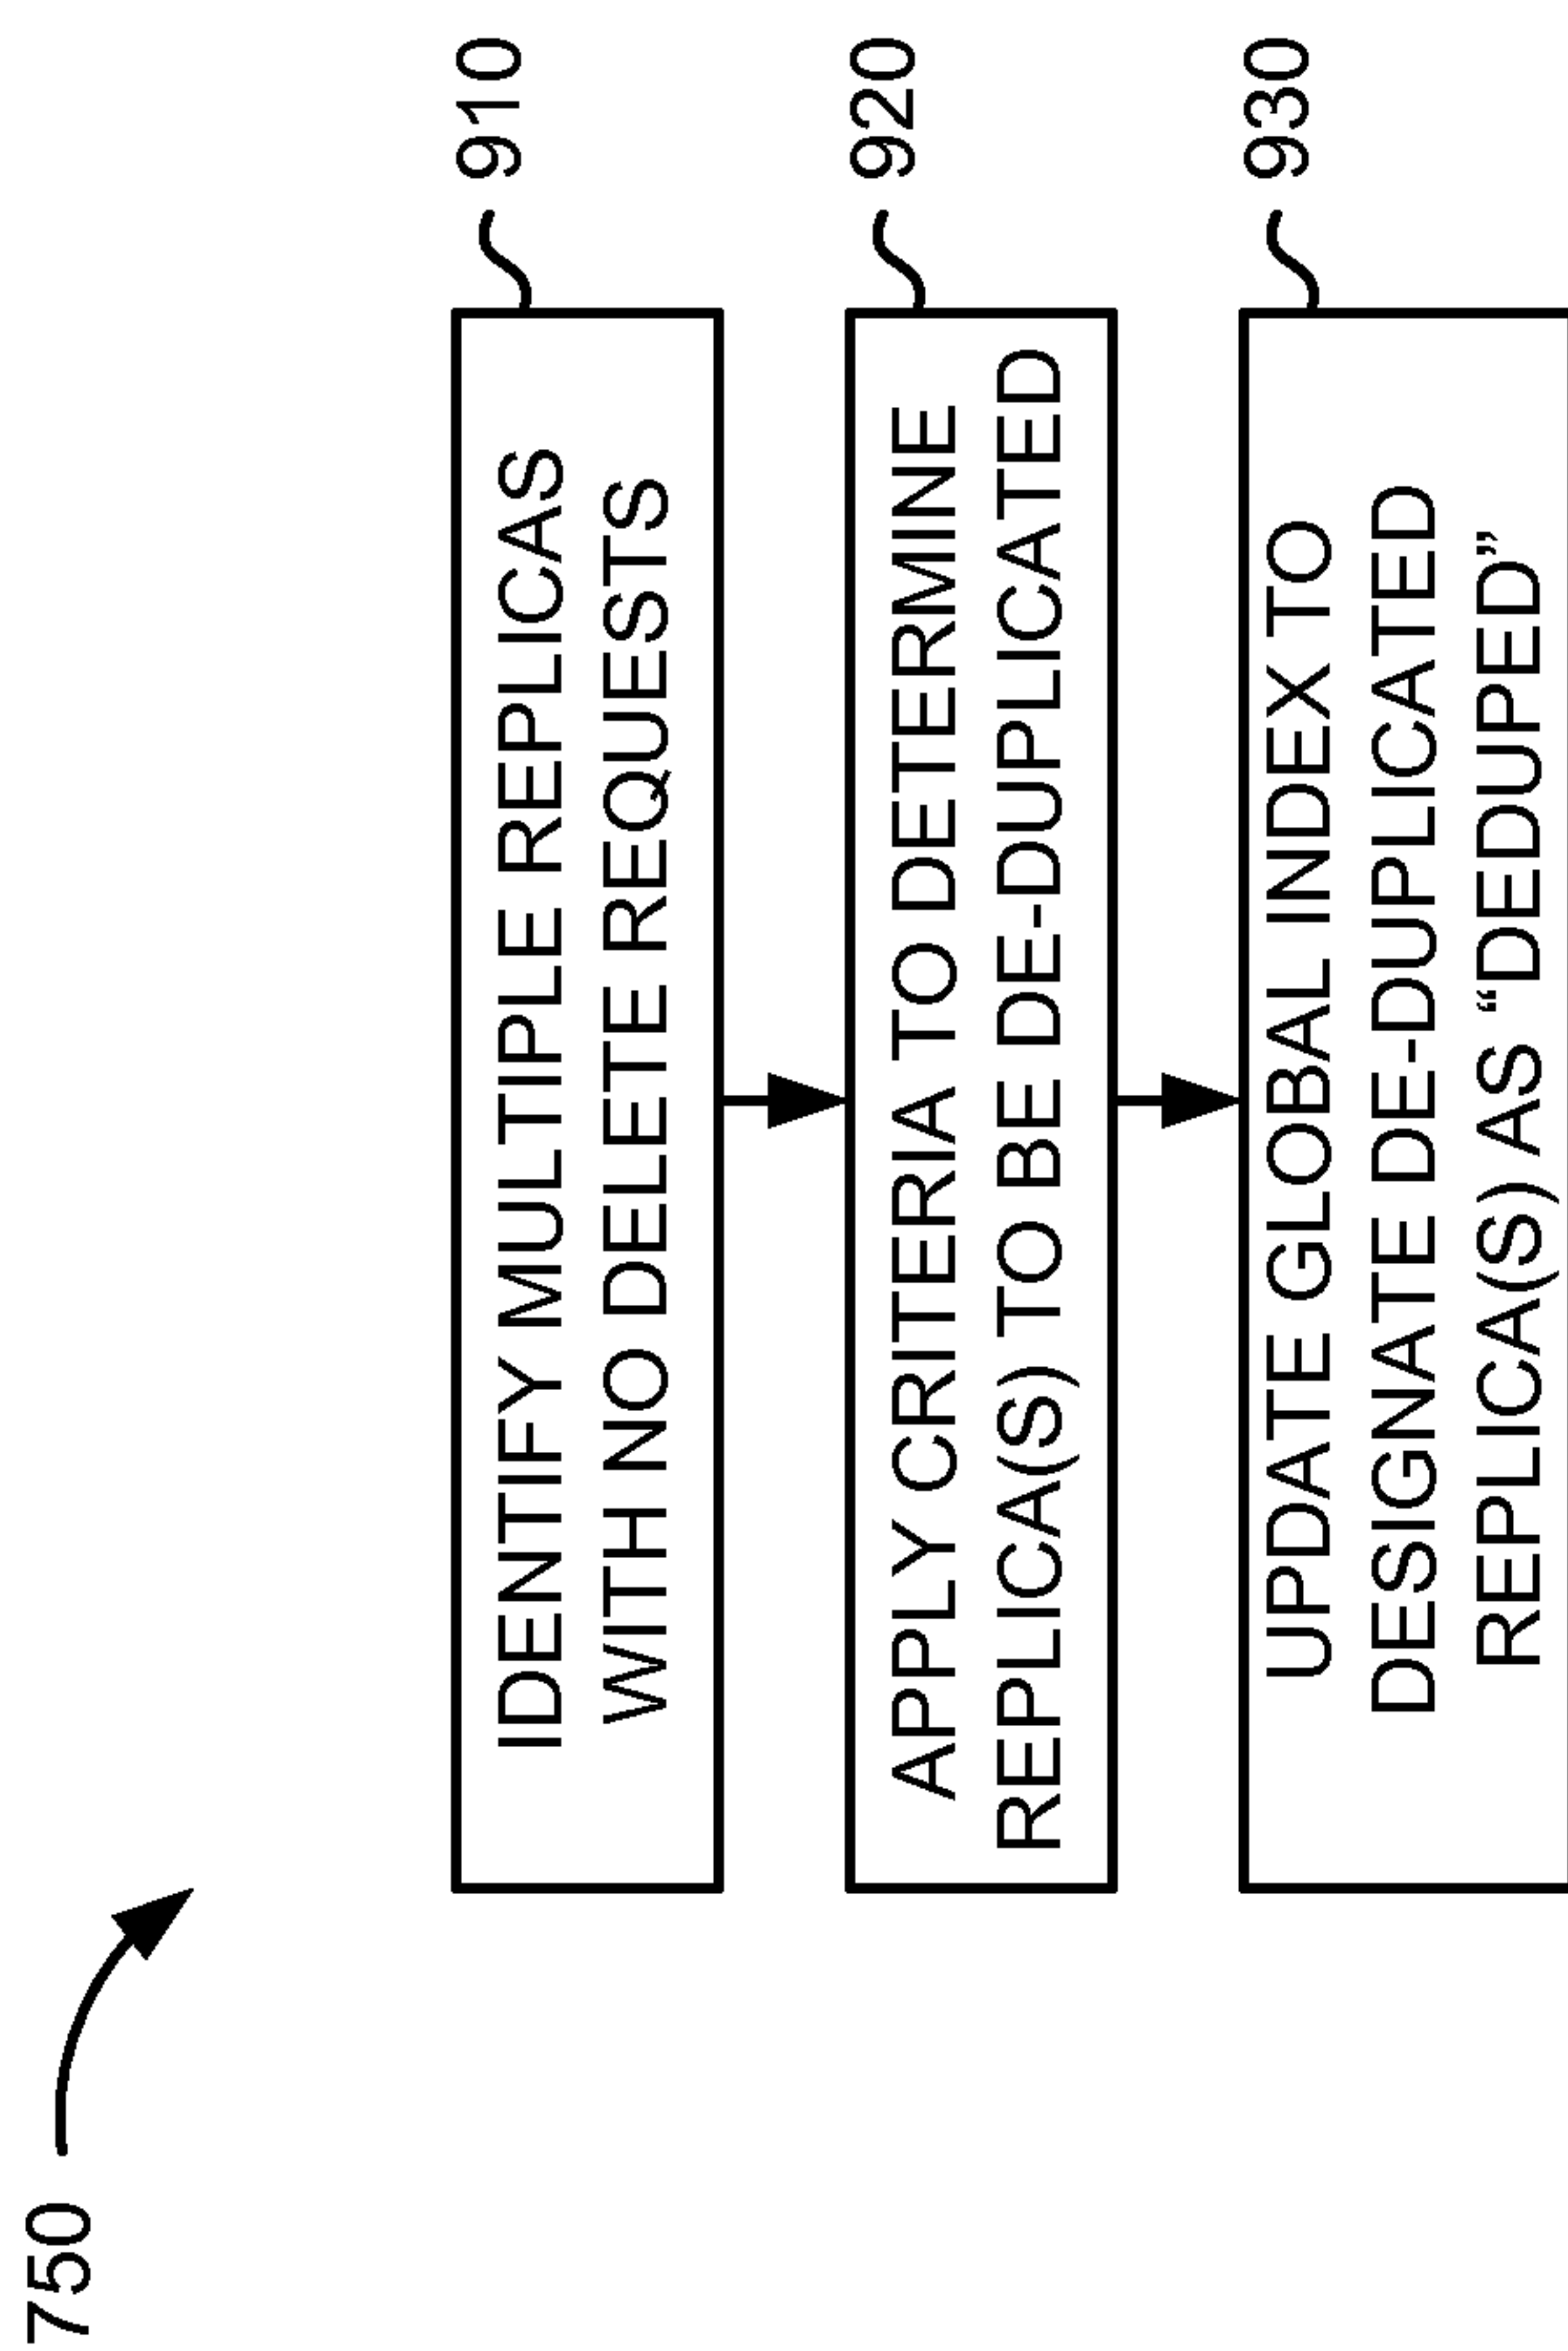 750
IDENTIFY MULTIPLE REPLICAS
WITH NO DELETE REQUESTS
910
APPLY CRITERIA TO DETERMINE
REPLICA(S) TO BE DE-DUPLICATED
920
UPDATE GLOBAL INDEX TO
DESIGNATE DE-DUPLICATED
REPLICA(S) AS “DEDUPED”
930